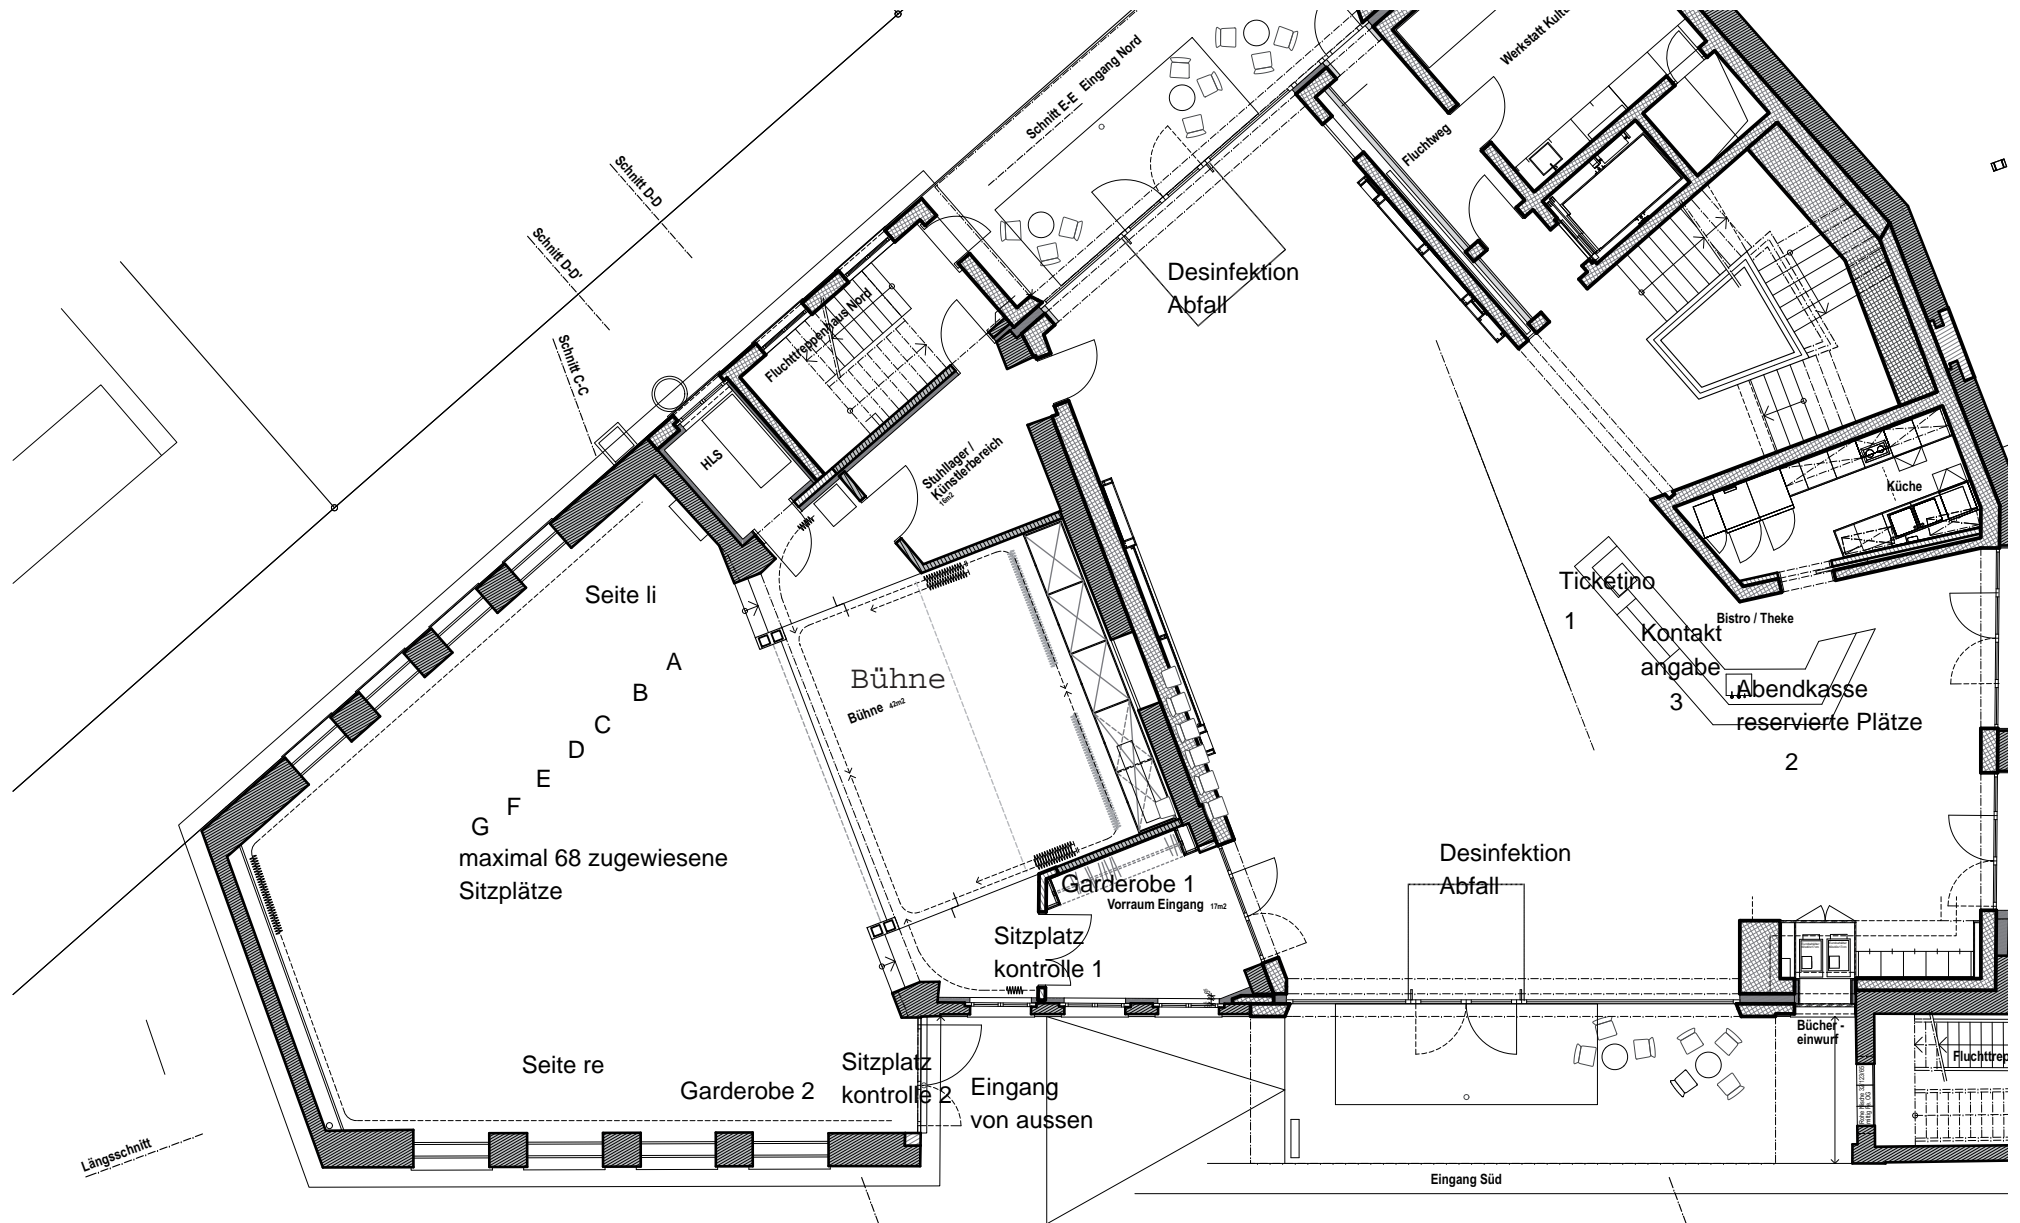 Werkstatt
Schnitt E-E Eingang Nord
Fluchtweg
Schnitt D-D
Schnitt D-D'
Schnitt C-C
Desinfektion
Abfall
Fluchttreppenhaus Nord
HLS
Stuhllager /
Künstlerbereich
16m2
Küche
Seite li
Ticketino
1
Bistro / Theke
Kontakt
angabe
3
Abendkasse
reservierte Plätze
2
A
B
C
D
E
F
G
Bühne
Bühne 42m2
maximal 68 zugewiesene
Sitzplätze
Desinfektion
Abfall
Garderobe 1
Vorraum Eingang 17m2
Sitzplatz
kontrolle 1
Bücher -
einwurf
Seite re
Garderobe 2
Sitzplatz
kontrolle 2
Eingang
von aussen
Längsschnitt
Eingang Süd